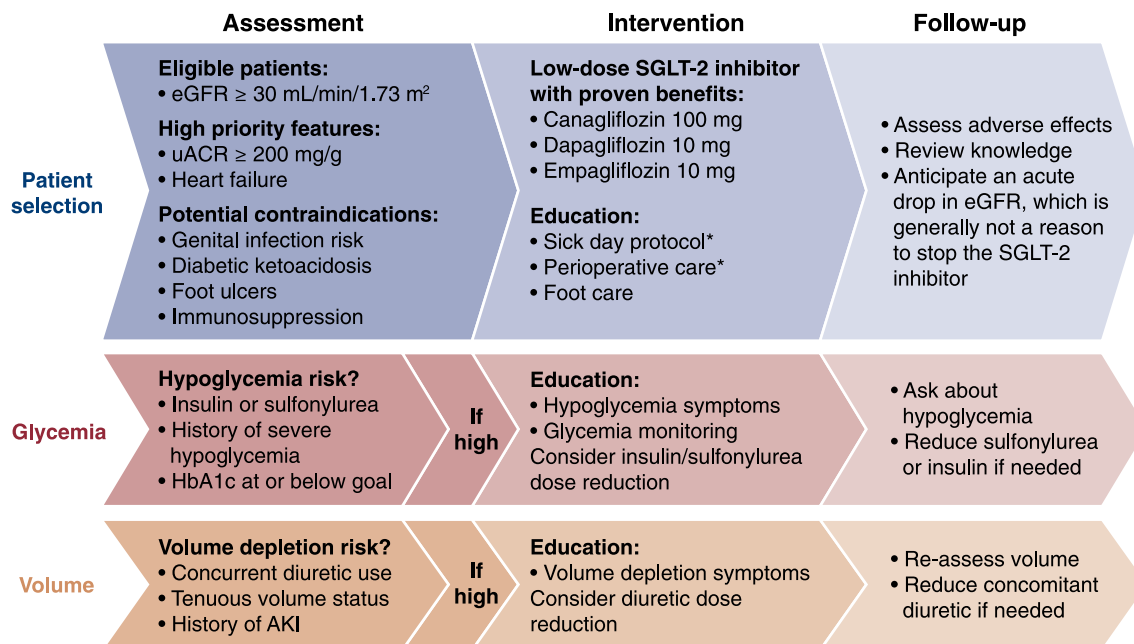 Assessment
Intervention
Follow-up
Patient
selection
Eligible patients:
• eGFR ≥ 30 mL/min/1.73 m²
High priority features:
• uACR ≥ 200 mg/g
• Heart failure
Potential contraindications:
• Genital infection risk
• Diabetic ketoacidosis
• Foot ulcers
• Immunosuppression
Low-dose SGLT-2 inhibitor
with proven benefits:
• Canagliflozin 100 mg
• Dapagliflozin 10 mg
• Empagliflozin 10 mg
Education:
• Sick day protocol*
• Perioperative care*
• Foot care
• Assess adverse effects
• Review knowledge
• Anticipate an acute
drop in eGFR, which is
generally not a reason
to stop the SGLT-2
inhibitor
Glycemia
Hypoglycemia risk?
• Insulin or sulfonylurea
• History of severe
hypoglycemia
• HbA1c at or below goal
If
high
Education:
• Hypoglycemia symptoms
• Glycemia monitoring
Consider insulin/sulfonylurea
dose reduction
• Ask about
hypoglycemia
• Reduce sulfonylurea
or insulin if needed
Volume
Volume depletion risk?
• Concurrent diuretic use
• Tenuous volume status
• History of AKI
If
high
Education:
• Volume depletion symptoms
Consider diuretic dose
reduction
• Re-assess volume
• Reduce concomitant
diuretic if needed